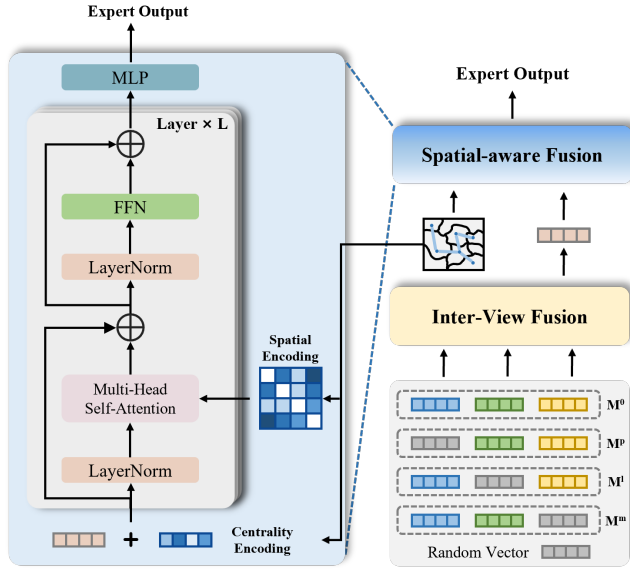 Expert Output
MLP
Layer × L
FFN
LayerNorm
Spatial
Encoding
Multi-Head
Self-Attention
LayerNorm
Centrality
Encoding
Expert Output
Spatial-aware Fusion
Inter-View Fusion
M⁰
Mᵖ
Mˡ
Mᵐ
Random Vector